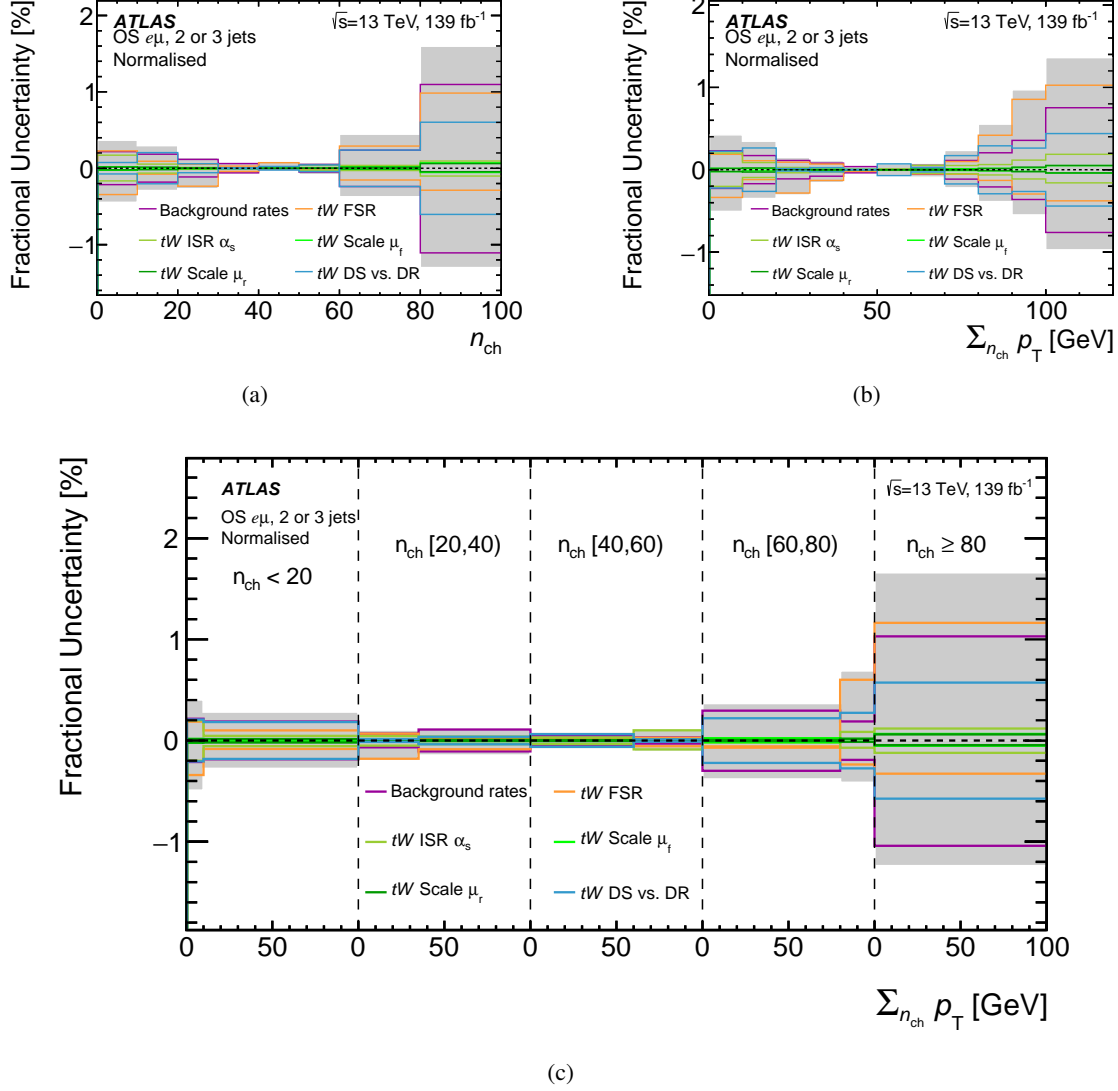 Fractional Uncertainty [%]
ATLAS
√s=13 TeV, 139 fb-1
OS eμ, 2 or 3 jets
Normalised
2
1
0
−1
Background rates
tW FSR
tW ISR αs
tW Scale μf
tW Scale μr
tW DS vs. DR
0 20 40 60 80 100
nch
(a)
Fractional Uncertainty [%]
ATLAS
√s=13 TeV, 139 fb-1
OS eμ, 2 or 3 jets
Normalised
2
1
0
−1
Background rates
tW FSR
tW ISR αs
tW Scale μf
tW Scale μr
tW DS vs. DR
0 50 100
Σnch pT [GeV]
(b)
Fractional Uncertainty [%]
ATLAS
√s=13 TeV, 139 fb-1
OS eμ, 2 or 3 jets
Normalised
nch < 20
nch [20,40)
nch [40,60)
nch [60,80)
nch ≥ 80
2
1
0
−1
Background rates
tW FSR
tW ISR αs
tW Scale μf
tW Scale μr
tW DS vs. DR
0 50 0 50 0 50 0 50 0 50 100
Σnch pT [GeV]
(c)